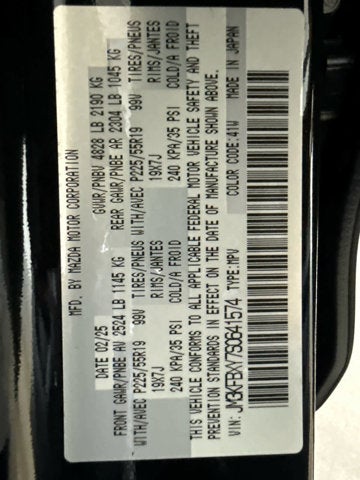 MFD. BY MAZDA MOTOR CORPORATION
DATE 02/25 GVWR/PNBV 4828 LB 2190 KG
FRONT GAWR/PNBE AV 2524 LB 1145 KG REAR GAWR/PNBE AR 2304 LB 1045 KG
WITH/AVEC P225/55R19 99V TIRES/PNEUS WITH/AVEC P225/55R19 99V TIRES/PNEUS
19X7J RIMS/JANTES 19X7J RIMS/JANTES
240 KPA/35 PSI COLD/A FROID 240 KPA/35 PSI COLD/A FROID
THIS VEHICLE CONFORMS TO ALL APPLICABLE FEDERAL MOTOR VEHICLE SAFETY AND THEFT
PREVENTION STANDARDS IN EFFECT ON THE DATE OF MANUFACTURE SHOWN ABOVE.
VIN: JM3KFBXY7S0641574 TYPE: MPV COLOR CODE: 41W MADE IN JAPAN